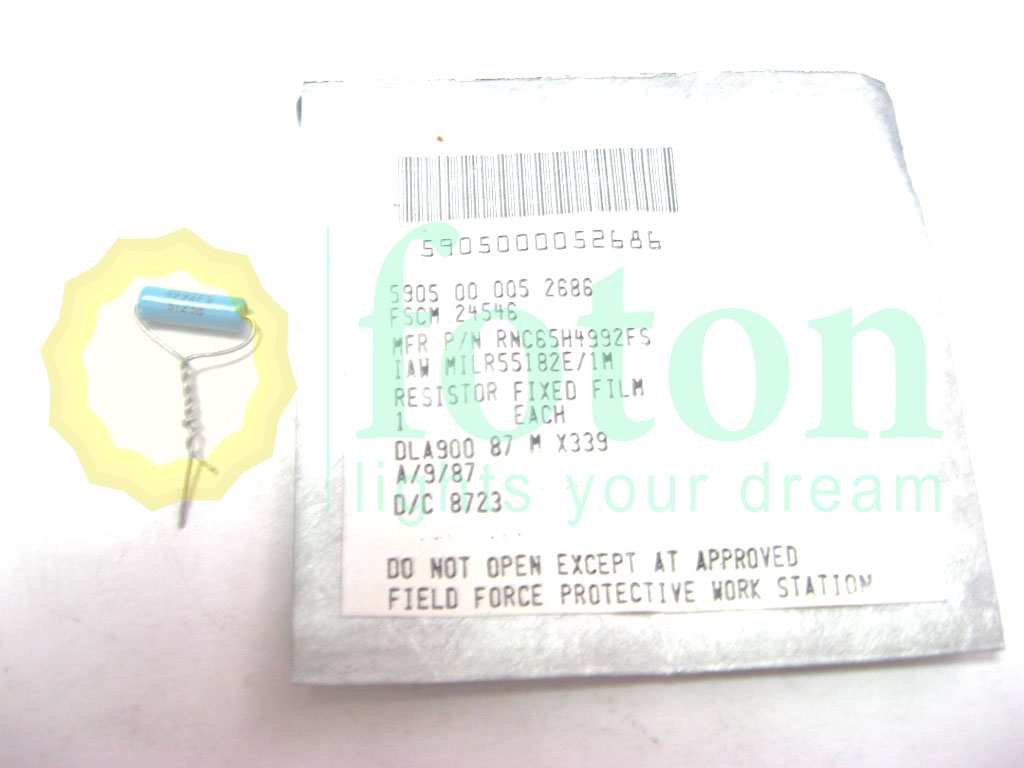 5905000052686
5905 00 005 2686
FSCM 24546
MFR P/N RNC65H4992FS
IAW MILR55182E/1M
RESISTOR FIXED FILM
1 EACH
DLA900 87 M X339
A/9/87
D/C 8723
DO NOT OPEN EXCEPT AT APPROVED
FIELD FORCE PROTECTIVE WORK STATION
foton
lights your dream